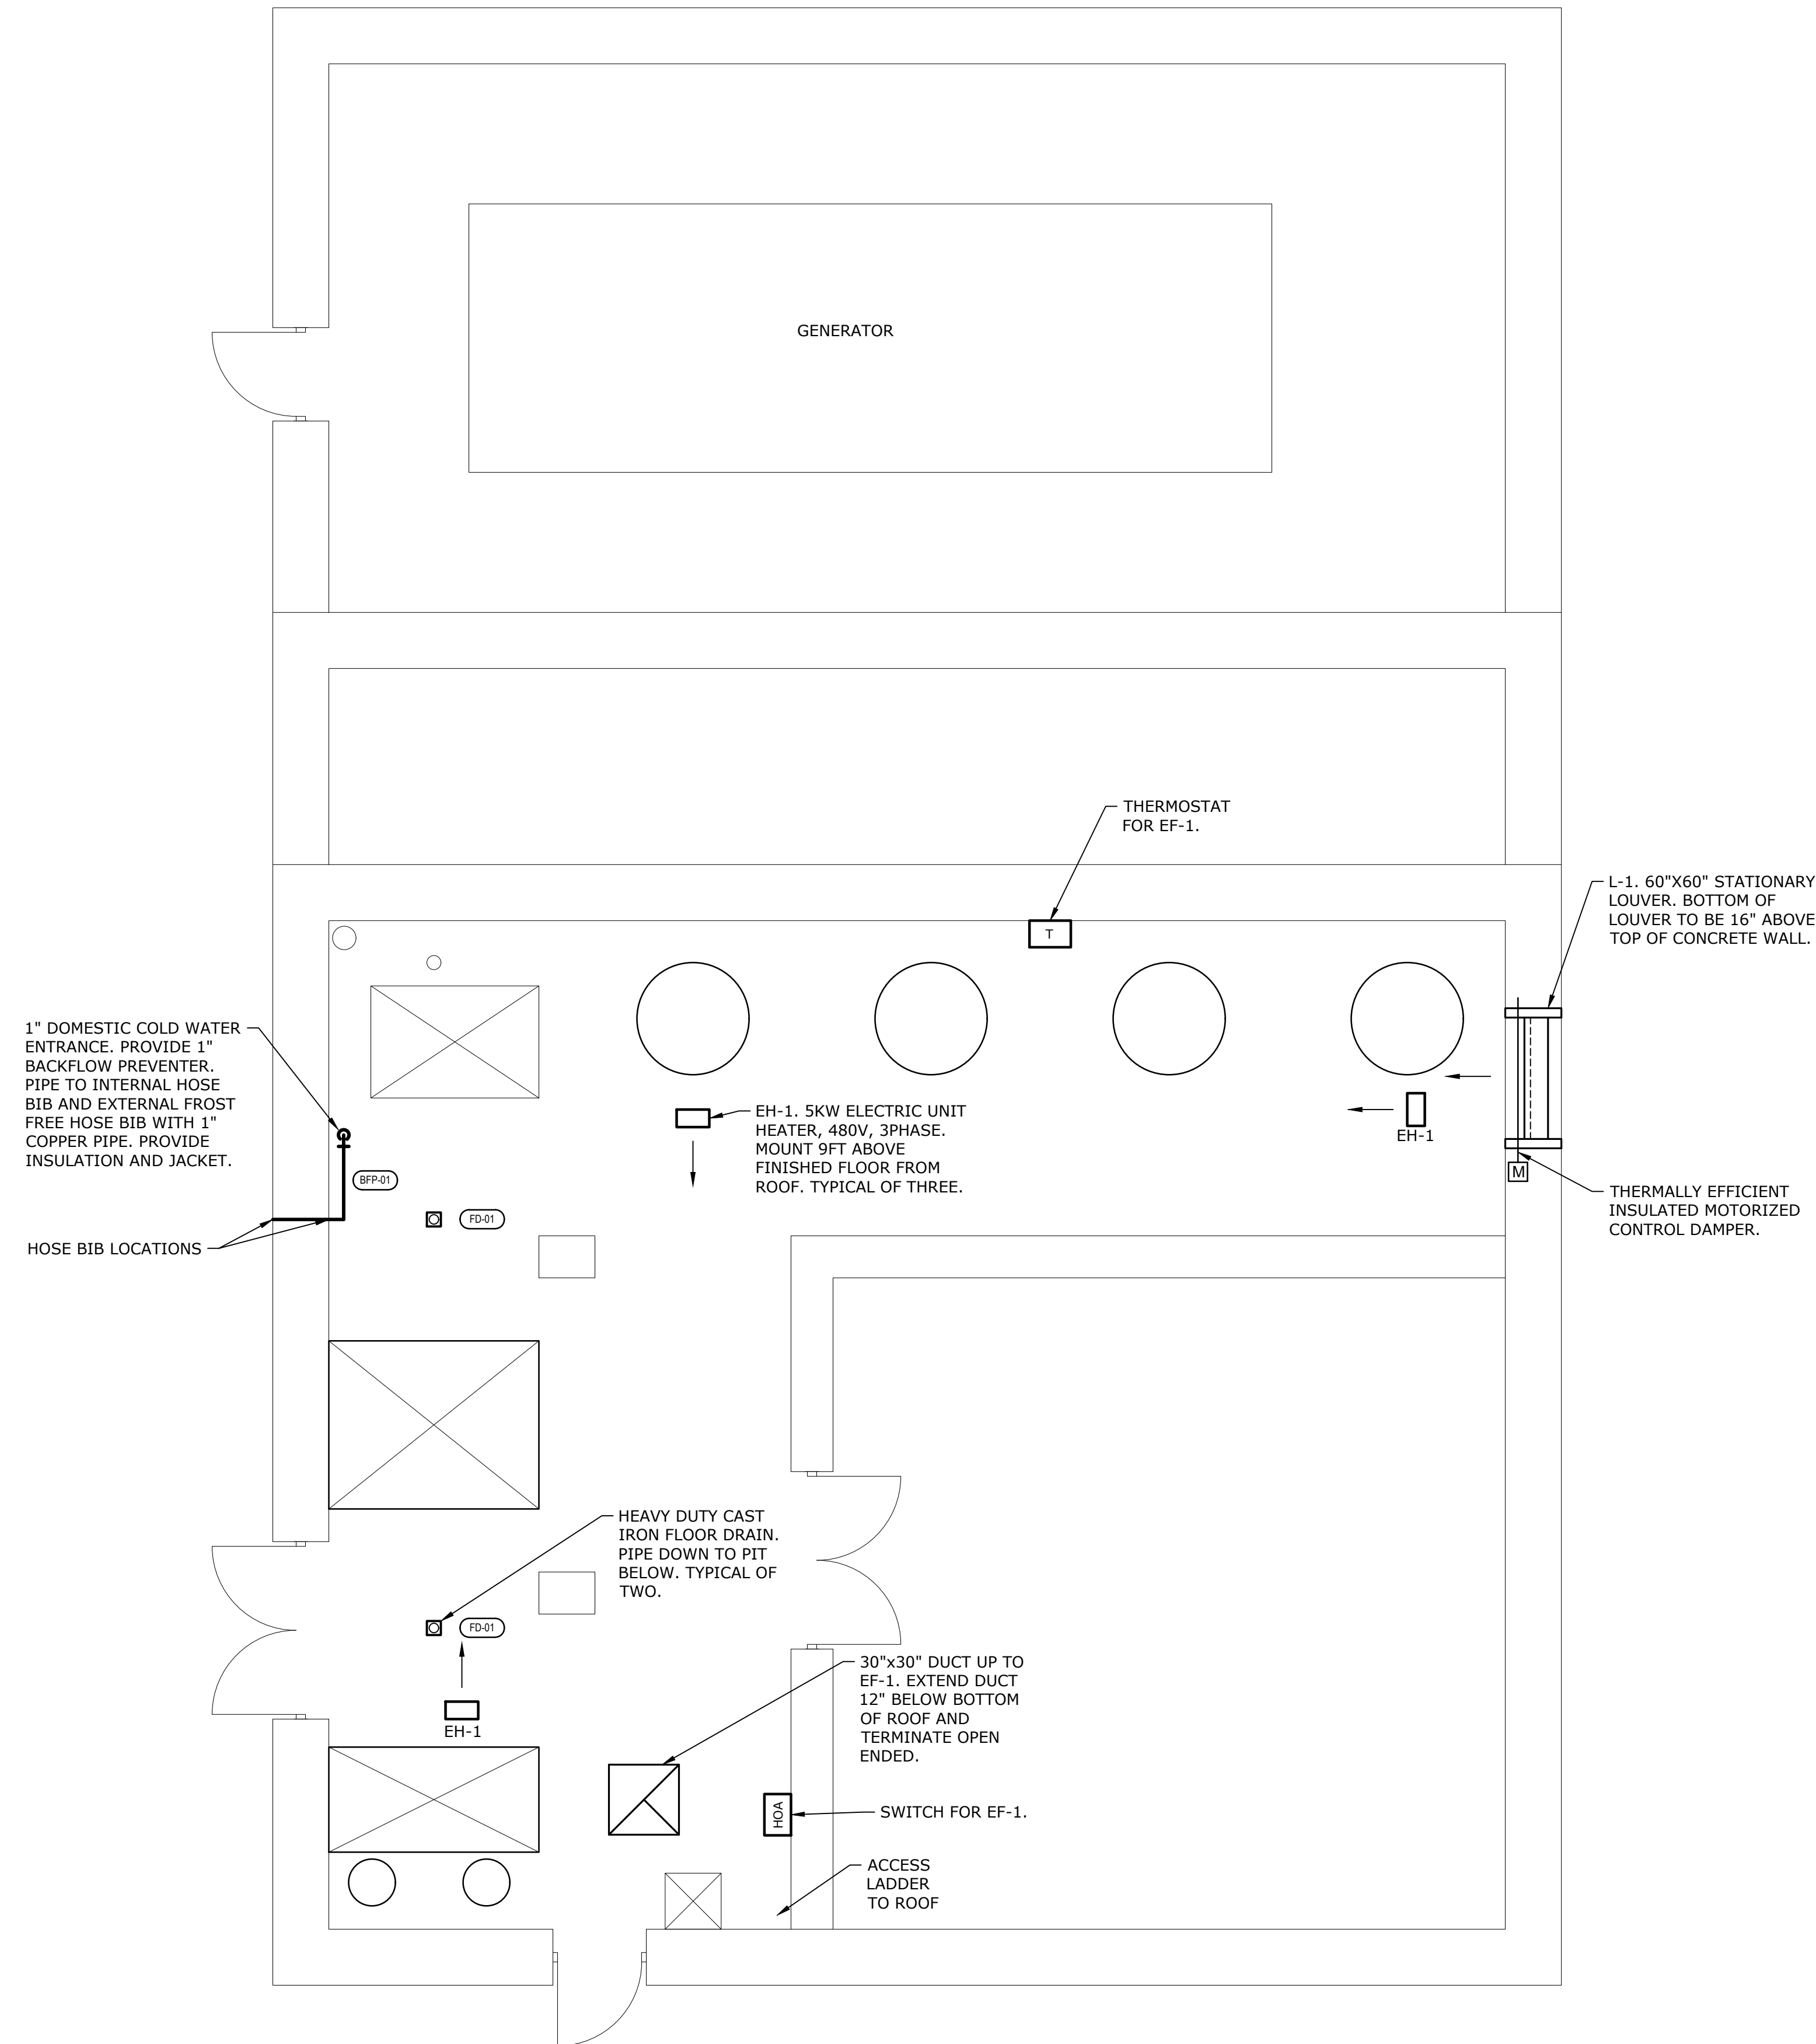 GENERATOR
THERMOSTAT
FOR EF-1.
T
L-1. 60"X60" STATIONARY
LOUVER. BOTTOM OF
LOUVER TO BE 16" ABOVE
TOP OF CONCRETE WALL.
1" DOMESTIC COLD WATER
ENTRANCE. PROVIDE 1"
BACKFLOW PREVENTER.
PIPE TO INTERNAL HOSE
BIB AND EXTERNAL FROST
FREE HOSE BIB WITH 1"
COPPER PIPE. PROVIDE
INSULATION AND JACKET.
EH-1. 5KW ELECTRIC UNIT
HEATER, 480V, 3PHASE.
MOUNT 9FT ABOVE
FINISHED FLOOR FROM
ROOF. TYPICAL OF THREE.
EH-1
M
BFP-01
FD-01
THERMALLY EFFICIENT
INSULATED MOTORIZED
CONTROL DAMPER.
HOSE BIB LOCATIONS
HEAVY DUTY CAST
IRON FLOOR DRAIN.
PIPE DOWN TO PIT
BELOW. TYPICAL OF
TWO.
FD-01
30"x30" DUCT UP TO
EF-1. EXTEND DUCT
12" BELOW BOTTOM
OF ROOF AND
TERMINATE OPEN
ENDED.
EH-1
HOA
SWITCH FOR EF-1.
ACCESS
LADDER
TO ROOF